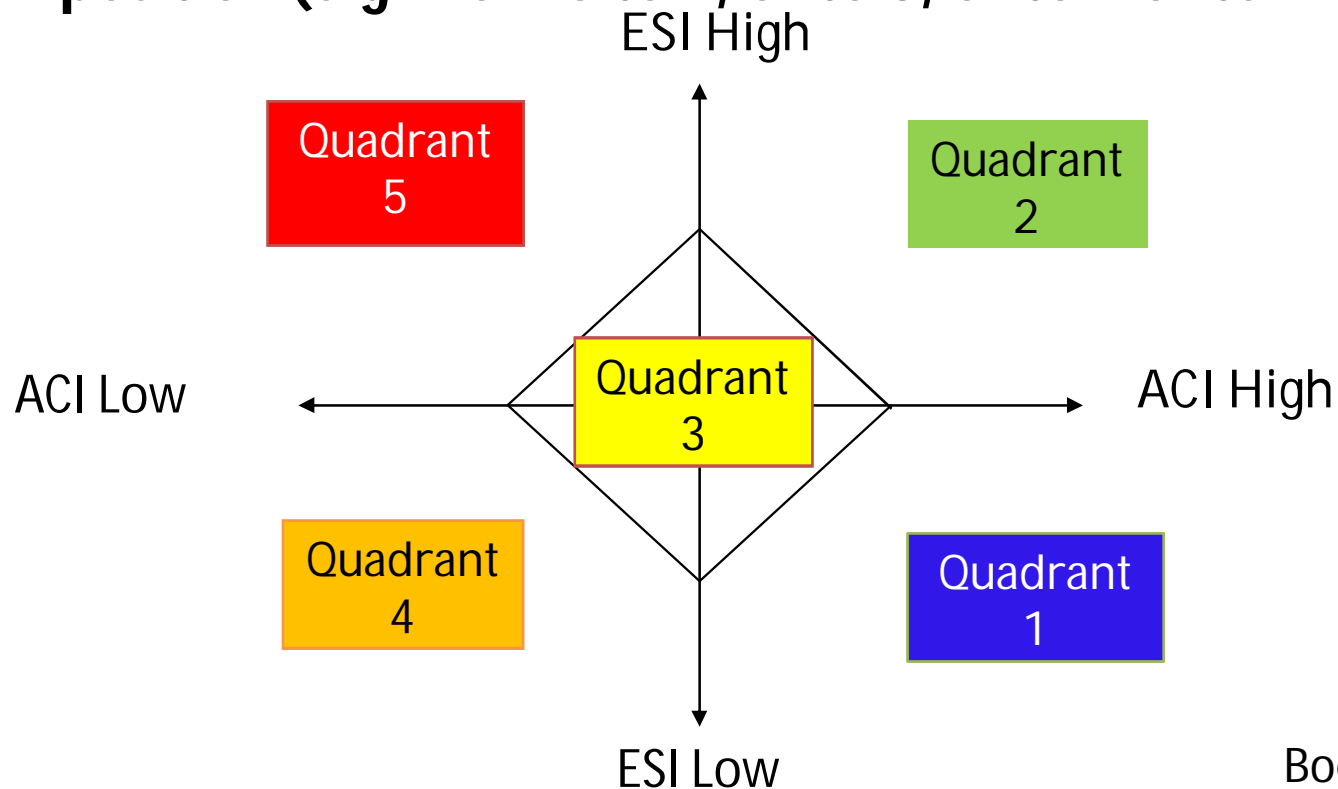 ESI High
Quadrant
5
Quadrant
2
ACI Low
Quadrant
3
ACI High
Quadrant
4
Quadrant
1
ESI Low